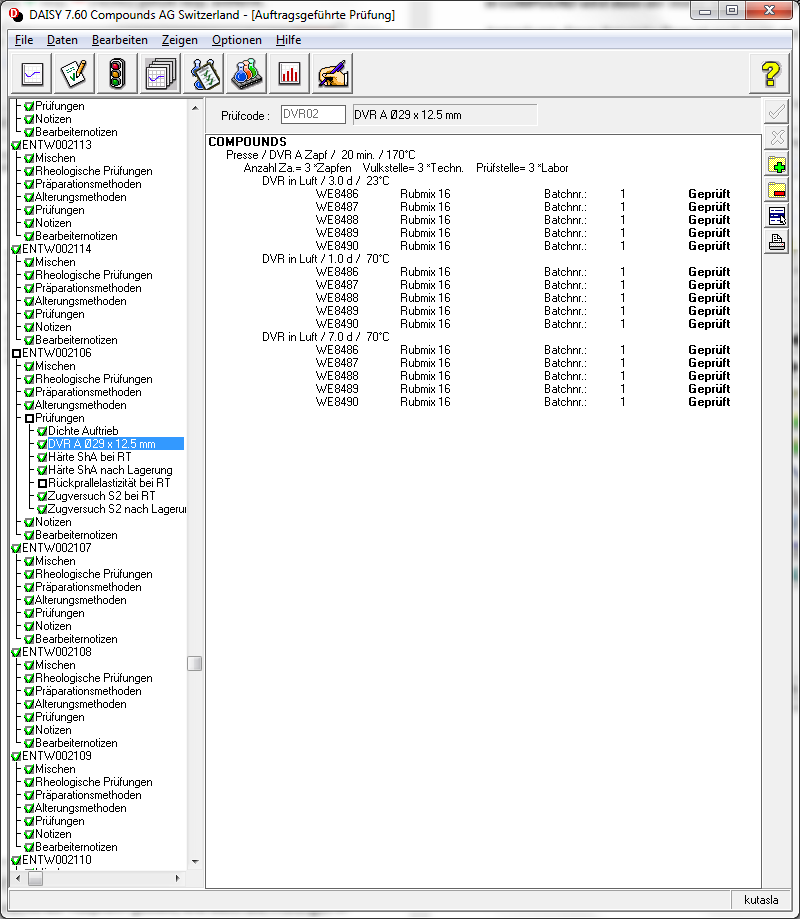 DAISY 7.60 Compounds AG Switzerland - [Auftragsgeführte Prüfung]
File Daten Bearbeiten Zeigen Optionen Hilfe
Prüfungen
Notizen
Bearbeiternotizen
ENTW002113
Mischen
Rheologische Prüfungen
Präparationsmethoden
Alterungsmethoden
Prüfungen
Notizen
Bearbeiternotizen
ENTW002114
Mischen
Rheologische Prüfungen
Präparationsmethoden
Alterungsmethoden
Prüfungen
Notizen
Bearbeiternotizen
ENTW002106
Mischen
Rheologische Prüfungen
Präparationsmethoden
Alterungsmethoden
Prüfungen
Dichte Auftrieb
DVR A Ø29 x 12.5 mm
Härte ShA bei RT
Härte ShA nach Lagerung
Rückprallelastizität bei RT
Zugversuch S2 bei RT
Zugversuch S2 nach Lageru
Notizen
Bearbeiternotizen
ENTW002107
Mischen
Rheologische Prüfungen
Präparationsmethoden
Alterungsmethoden
Prüfungen
Notizen
Bearbeiternotizen
ENTW002108
Mischen
Rheologische Prüfungen
Präparationsmethoden
Alterungsmethoden
Prüfungen
Notizen
Bearbeiternotizen
ENTW002109
Mischen
Rheologische Prüfungen
Präparationsmethoden
Alterungsmethoden
Prüfungen
Notizen
Bearbeiternotizen
ENTW002110
Prüfcode : DVR02 DVR A Ø29 x 12.5 mm
COMPOUNDS
Presse / DVR A Zapf / 20 min. / 170°C
Anzahl Za.= 3 *Zapfen Vulkstelle= 3 *Techn. Prüfstelle= 3 *Labor
DVR in Luft / 3.0 d / 23°C
WE8486 Rubmix 16 Batchnr.: 1 Geprüft
WE8487 Rubmix 16 Batchnr.: 1 Geprüft
WE8488 Rubmix 16 Batchnr.: 1 Geprüft
WE8489 Rubmix 16 Batchnr.: 1 Geprüft
WE8490 Rubmix 16 Batchnr.: 1 Geprüft
DVR in Luft / 1.0 d / 70°C
WE8486 Rubmix 16 Batchnr.: 1 Geprüft
WE8487 Rubmix 16 Batchnr.: 1 Geprüft
WE8488 Rubmix 16 Batchnr.: 1 Geprüft
WE8489 Rubmix 16 Batchnr.: 1 Geprüft
WE8490 Rubmix 16 Batchnr.: 1 Geprüft
DVR in Luft / 7.0 d / 70°C
WE8486 Rubmix 16 Batchnr.: 1 Geprüft
WE8487 Rubmix 16 Batchnr.: 1 Geprüft
WE8488 Rubmix 16 Batchnr.: 1 Geprüft
WE8489 Rubmix 16 Batchnr.: 1 Geprüft
WE8490 Rubmix 16 Batchnr.: 1 Geprüft
kutasla